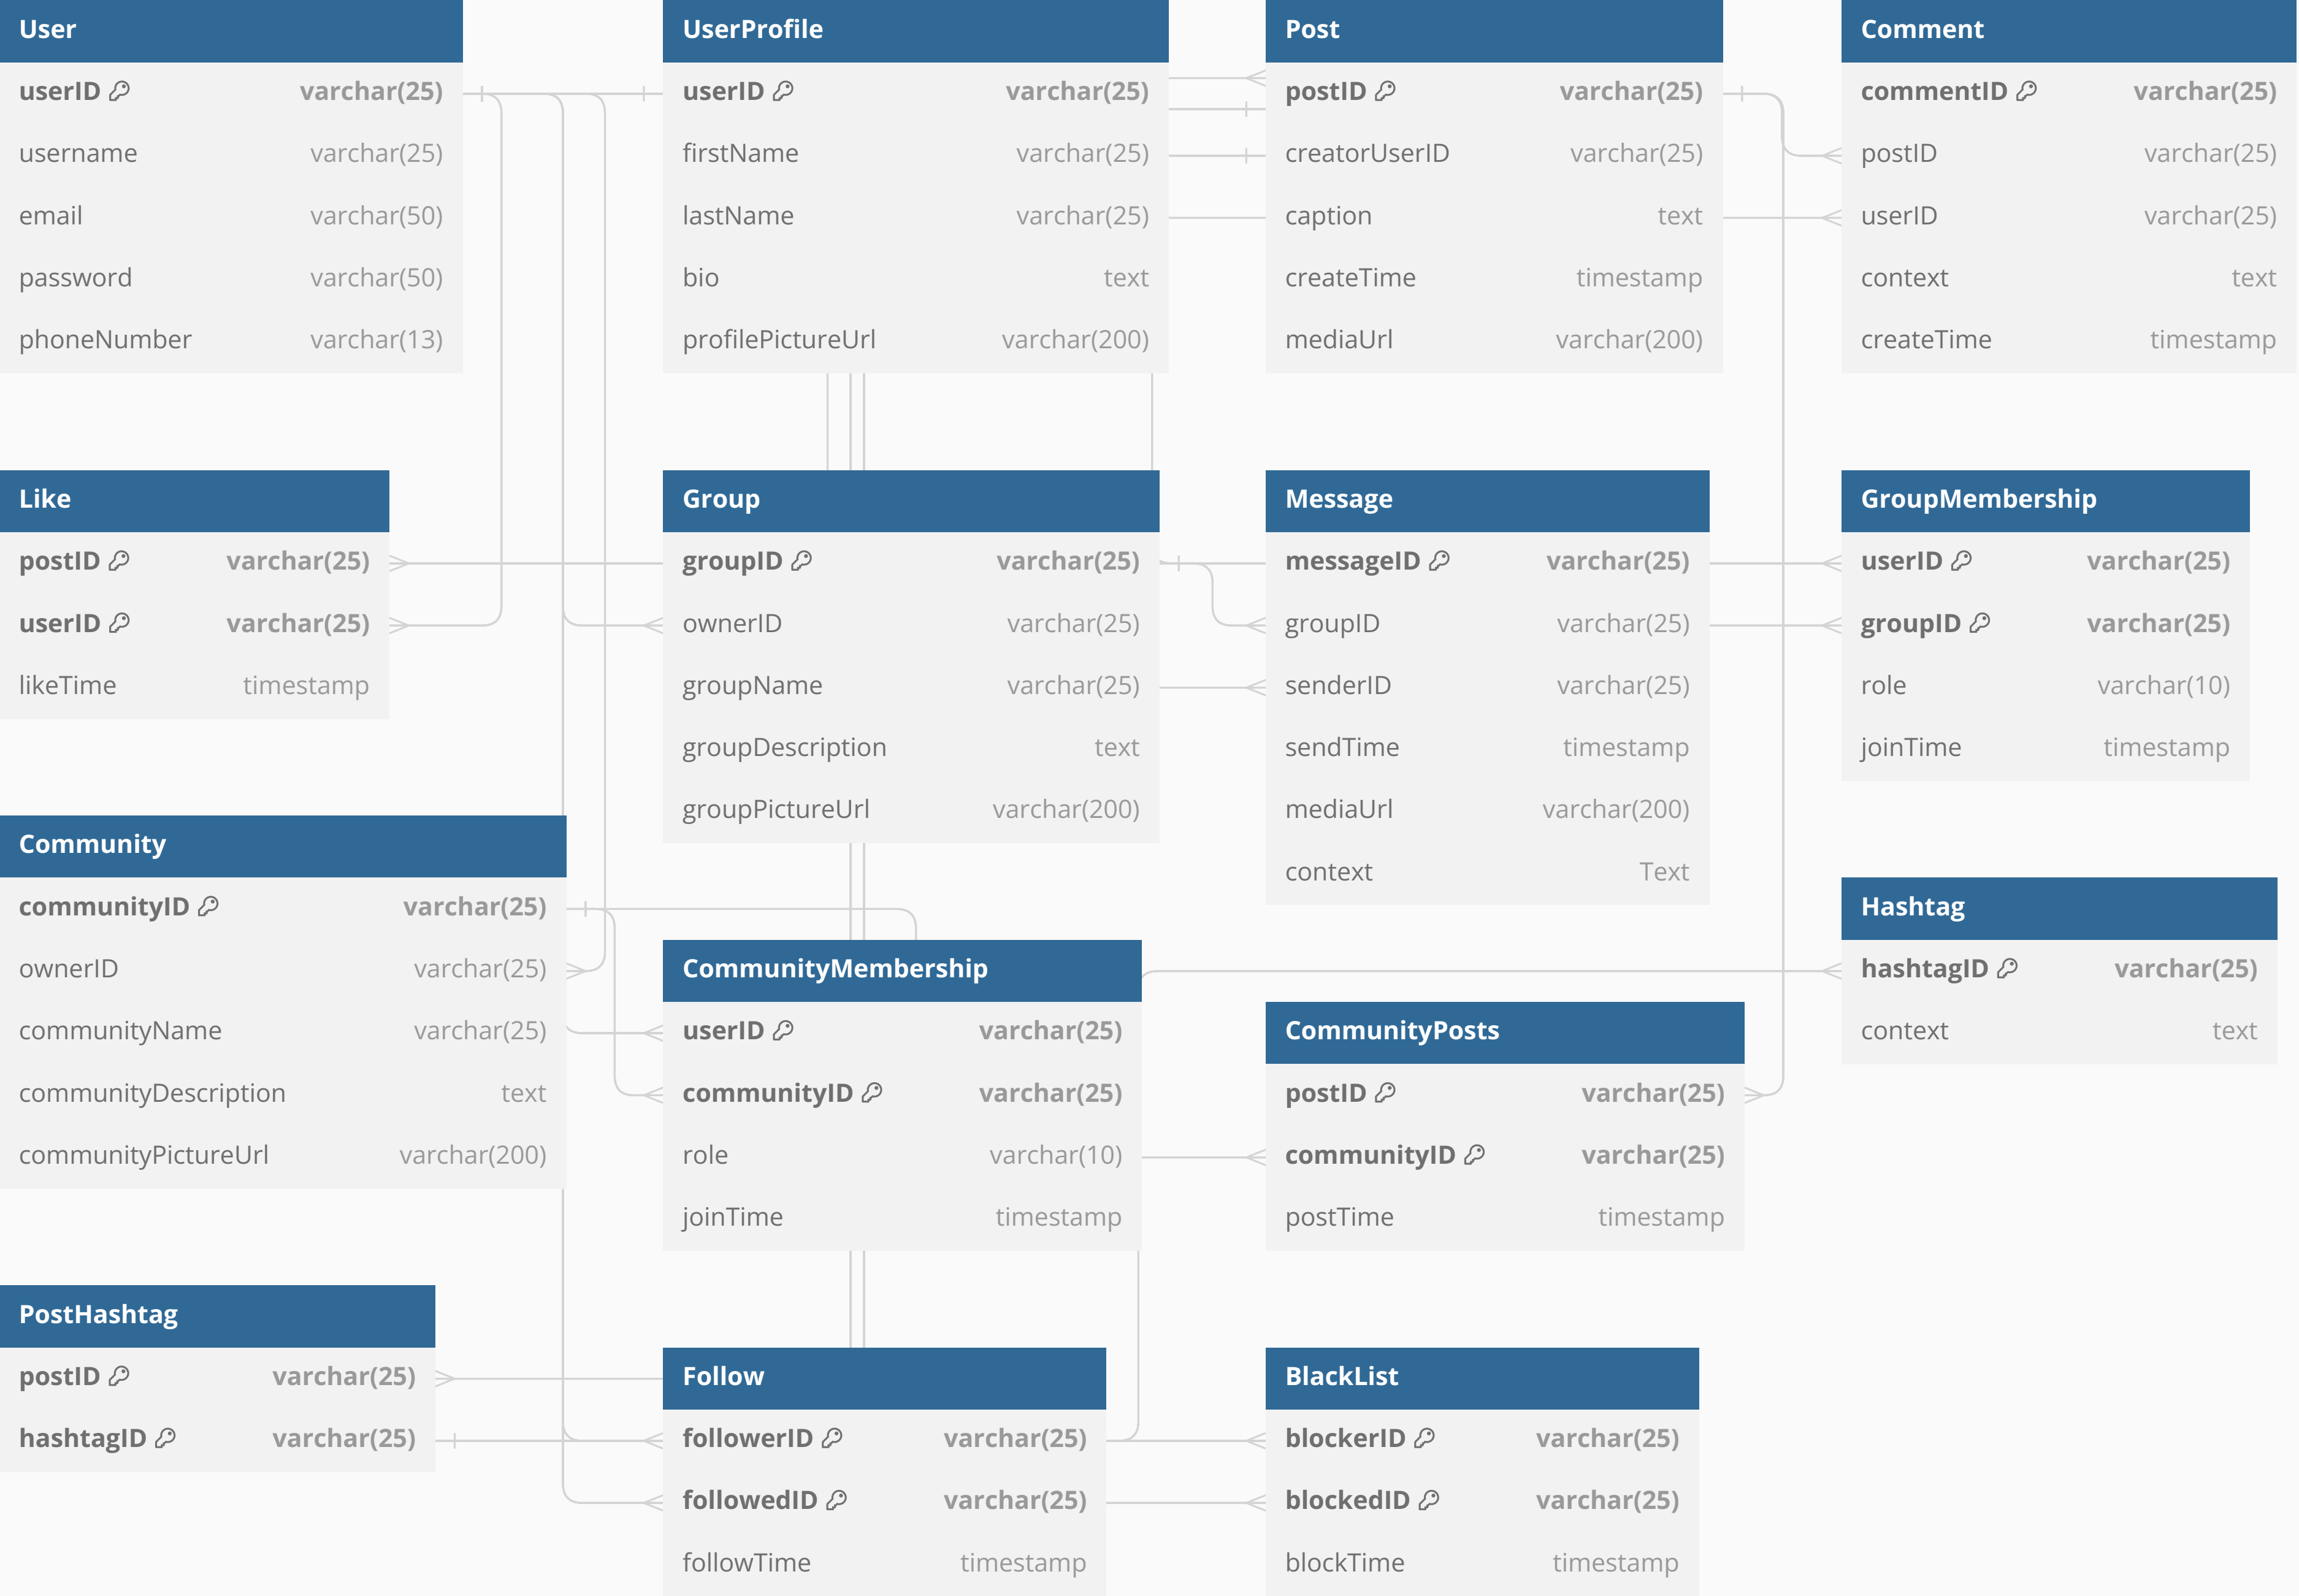 User
userID varchar(25)
username varchar(25)
email varchar(50)
password varchar(50)
phoneNumber varchar(13)
UserProfile
userID varchar(25)
firstName varchar(25)
lastName varchar(25)
bio text
profilePictureUrl varchar(200)
Post
postID varchar(25)
creatorUserID varchar(25)
caption text
createTime timestamp
mediaUrl varchar(200)
Comment
commentID varchar(25)
postID varchar(25)
userID varchar(25)
context text
createTime timestamp
Like
postID varchar(25)
userID varchar(25)
likeTime timestamp
Group
groupID varchar(25)
ownerID varchar(25)
groupName varchar(25)
groupDescription text
groupPictureUrl varchar(200)
Message
messageID varchar(25)
groupID varchar(25)
senderID varchar(25)
sendTime timestamp
mediaUrl varchar(200)
context Text
GroupMembership
userID varchar(25)
groupID varchar(25)
role varchar(10)
joinTime timestamp
Community
communityID varchar(25)
ownerID varchar(25)
communityName varchar(25)
communityDescription text
communityPictureUrl varchar(200)
CommunityMembership
userID varchar(25)
communityID varchar(25)
role varchar(10)
joinTime timestamp
CommunityPosts
postID varchar(25)
communityID varchar(25)
postTime timestamp
Hashtag
hashtagID varchar(25)
context text
PostHashtag
postID varchar(25)
hashtagID varchar(25)
Follow
followerID varchar(25)
followedID varchar(25)
followTime timestamp
BlackList
blockerID varchar(25)
blockedID varchar(25)
blockTime timestamp